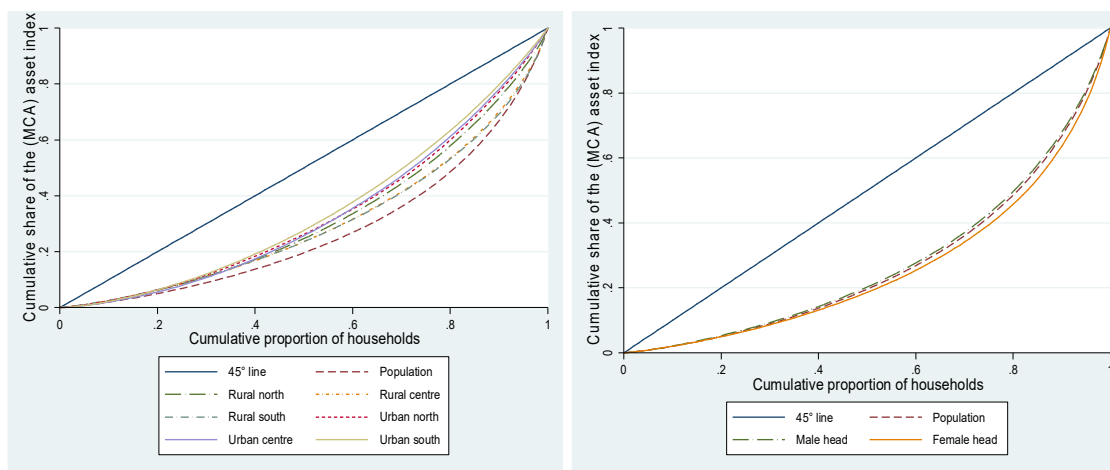 Cumulative share of the (MCA) asset index
1
.8
.6
.4
.2
0
0 .2 .4 .6 .8 1
Cumulative proportion of households
45° line Population
Rural north Rural centre
Rural south Urban north
Urban centre Urban south
Cumulative share of the (MCA) asset index
1
.8
.6
.4
.2
0
0 .2 .4 .6 .8 1
Cumulative proportion of households
45° line Population
Male head Female head